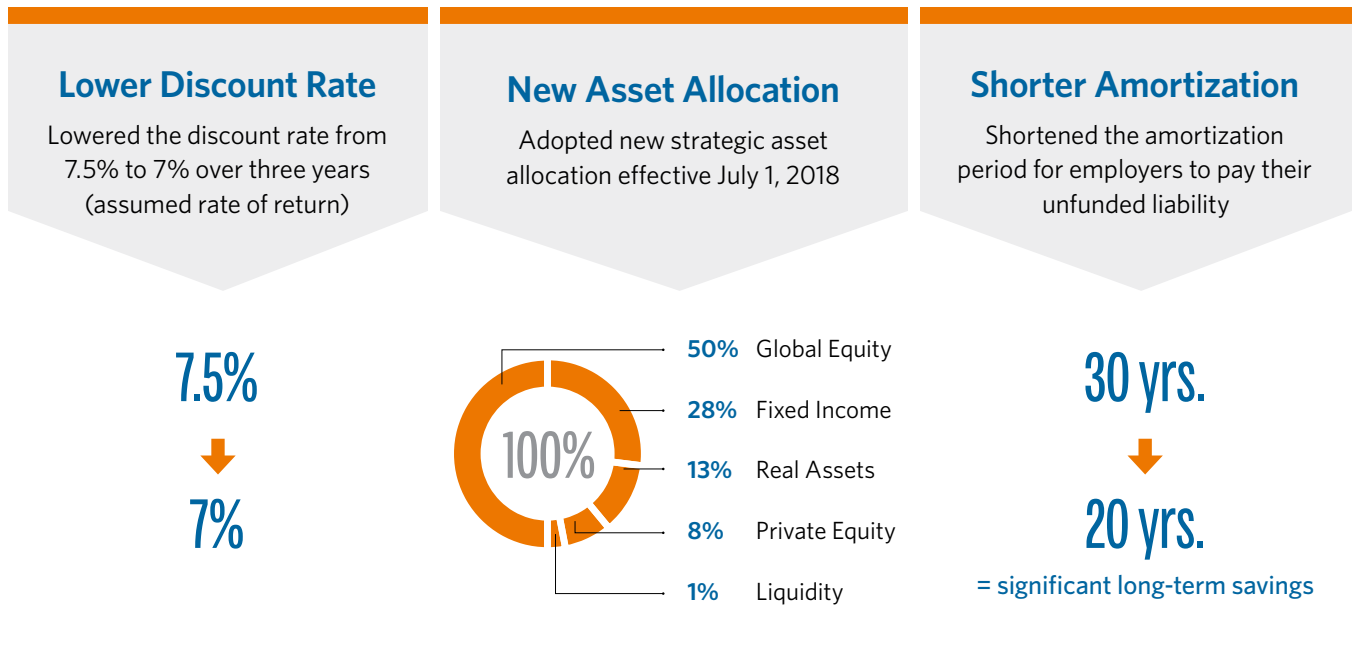 Lower Discount Rate
Lowered the discount rate from
7.5% to 7% over three years
(assumed rate of return)
7.5%
7%
New Asset Allocation
Adopted new strategic asset
allocation effective July 1, 2018
100%
50% Global Equity
28% Fixed Income
13% Real Assets
8% Private Equity
1% Liquidity
Shorter Amortization
Shortened the amortization
period for employers to pay their
unfunded liability
30 yrs.
20 yrs.
= significant long-term savings